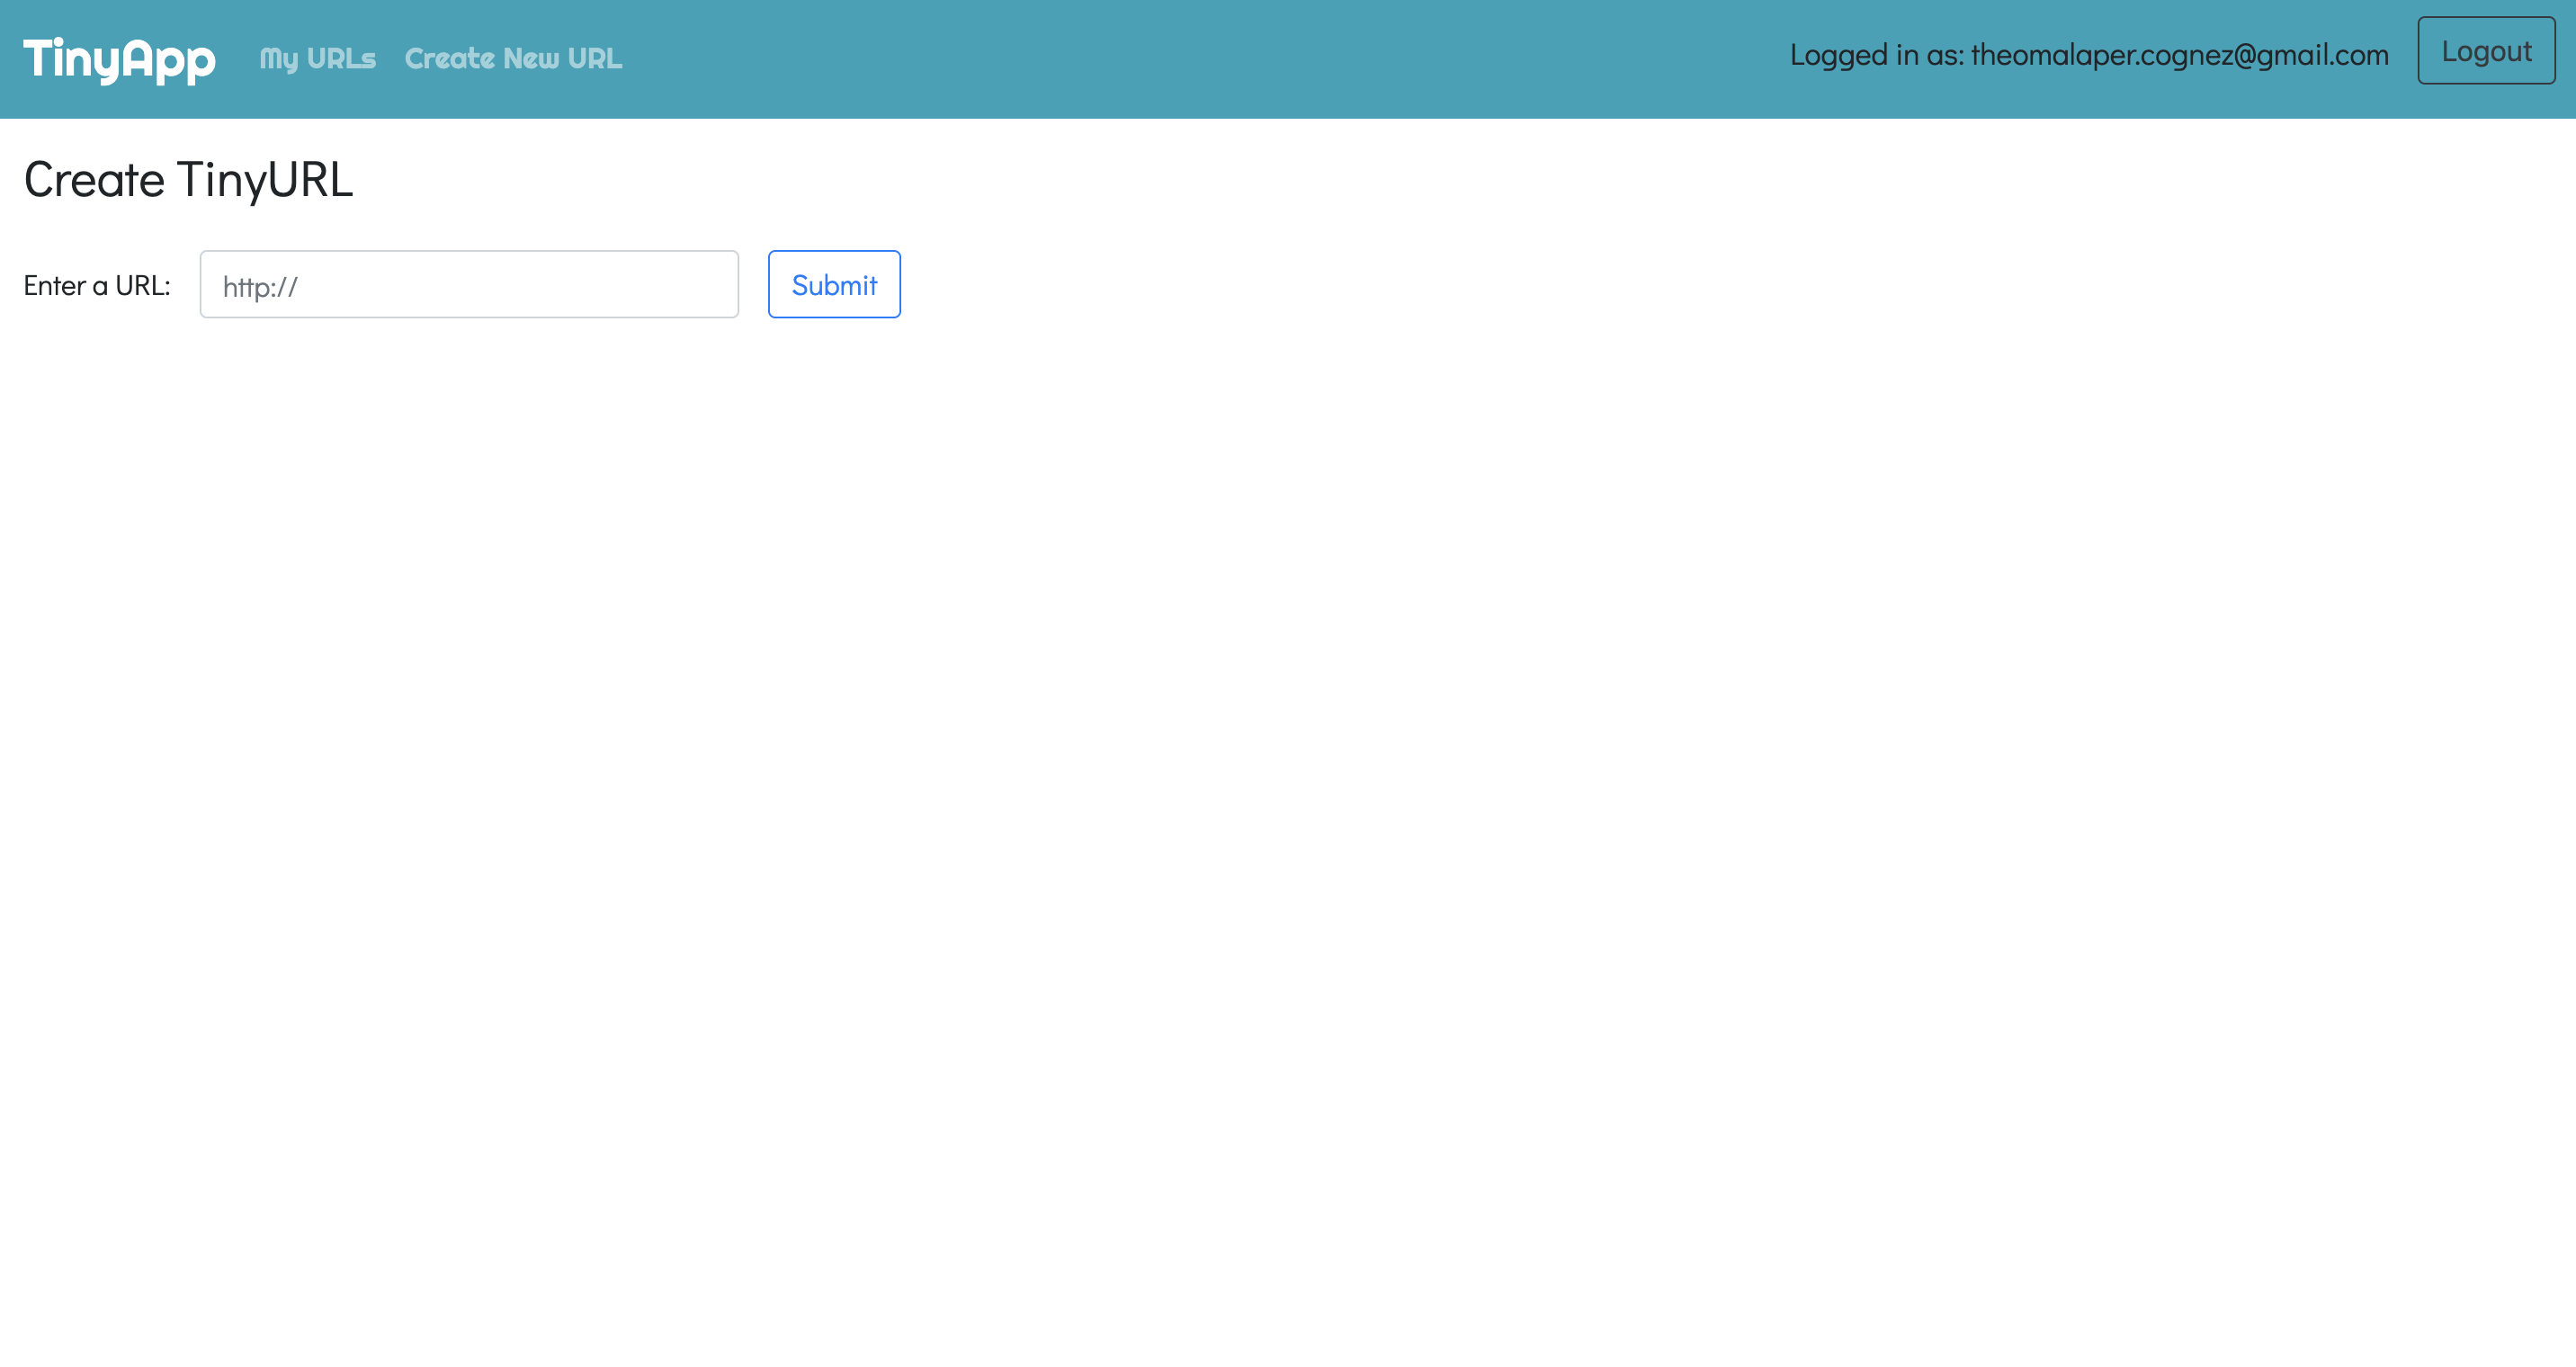 TinyApp My URLs Create New URL Logged in as: theomalaper.cognez@gmail.com Logout
Create TinyURL
Enter a URL: http:// Submit